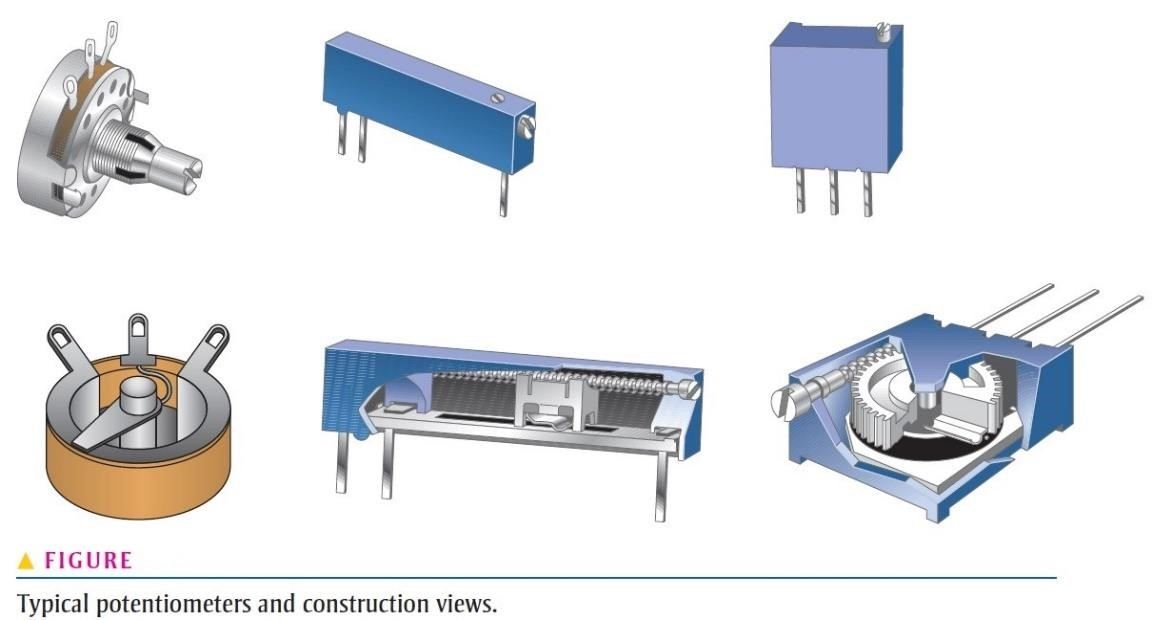 ▲ FIGURE
Typical potentiometers and construction views.